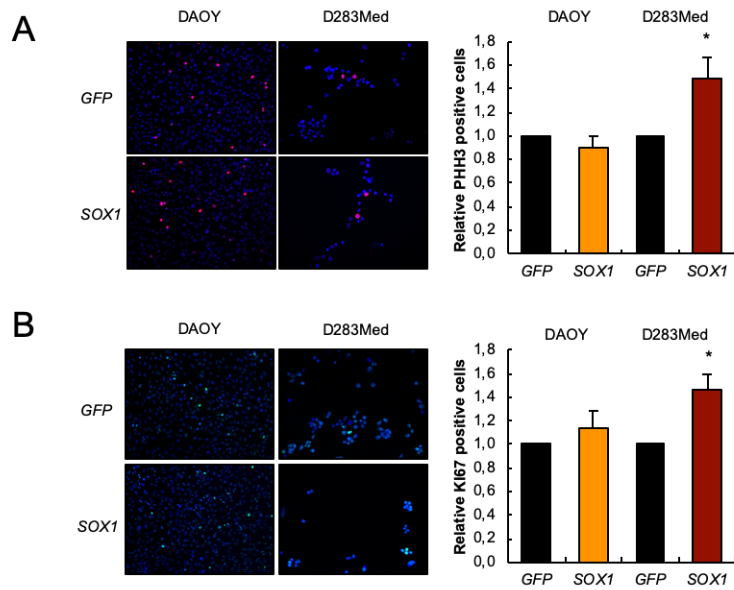 A
DAOY D283Med
GFP
SOX1
DAOY D283Med
*
Relative PHH3 positive cells
1,8
1,6
1,4
1,2
1,0
0,8
0,6
0,4
0,2
0,0
GFP SOX1 GFP SOX1
B
DAOY D283Med
GFP
SOX1
DAOY D283Med
*
Relative KI67 positive cells
1,8
1,6
1,4
1,2
1,0
0,8
0,6
0,4
0,2
0,0
GFP SOX1 GFP SOX1